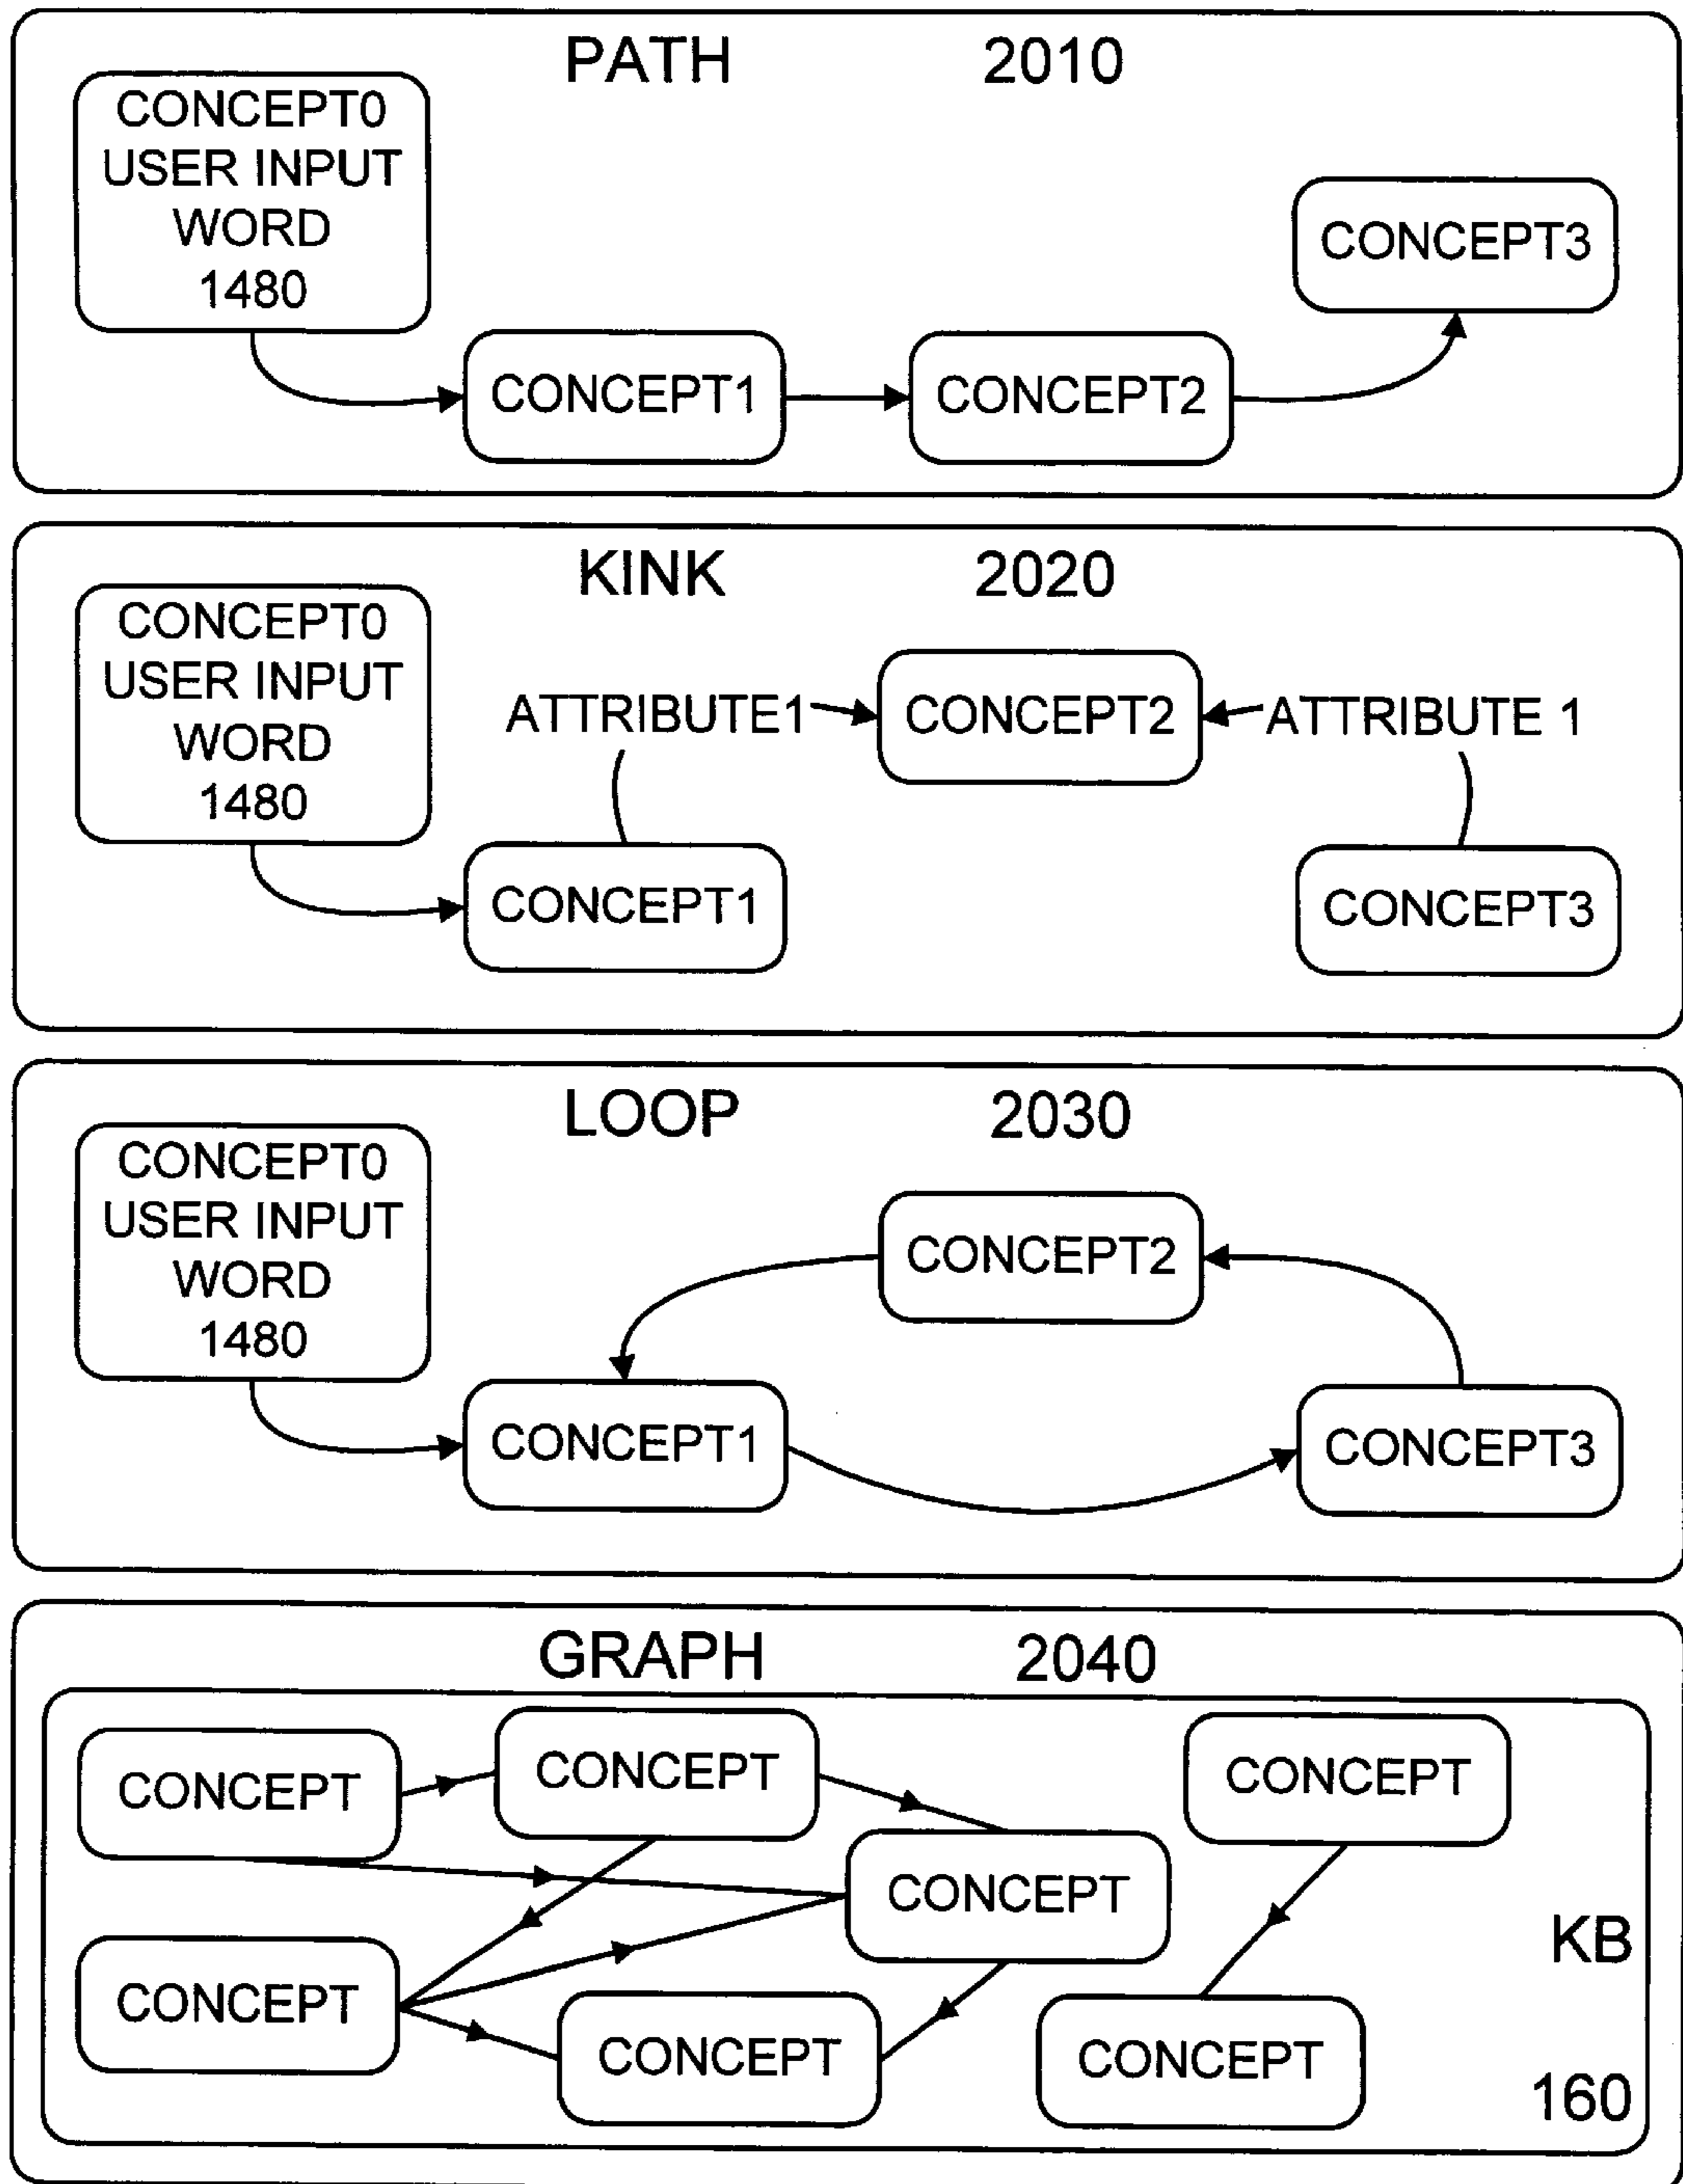 PATH 2010
CONCEPT0
USER INPUT
WORD
1480
CONCEPT3
CONCEPT1
CONCEPT2
KINK 2020
CONCEPT0
USER INPUT
WORD
1480
ATTRIBUTE1
CONCEPT2
ATTRIBUTE 1
CONCEPT1
CONCEPT3
LOOP 2030
CONCEPT0
USER INPUT
WORD
1480
CONCEPT2
CONCEPT1
CONCEPT3
GRAPH 2040
CONCEPT
CONCEPT
CONCEPT
CONCEPT
KB
CONCEPT
CONCEPT
CONCEPT
160